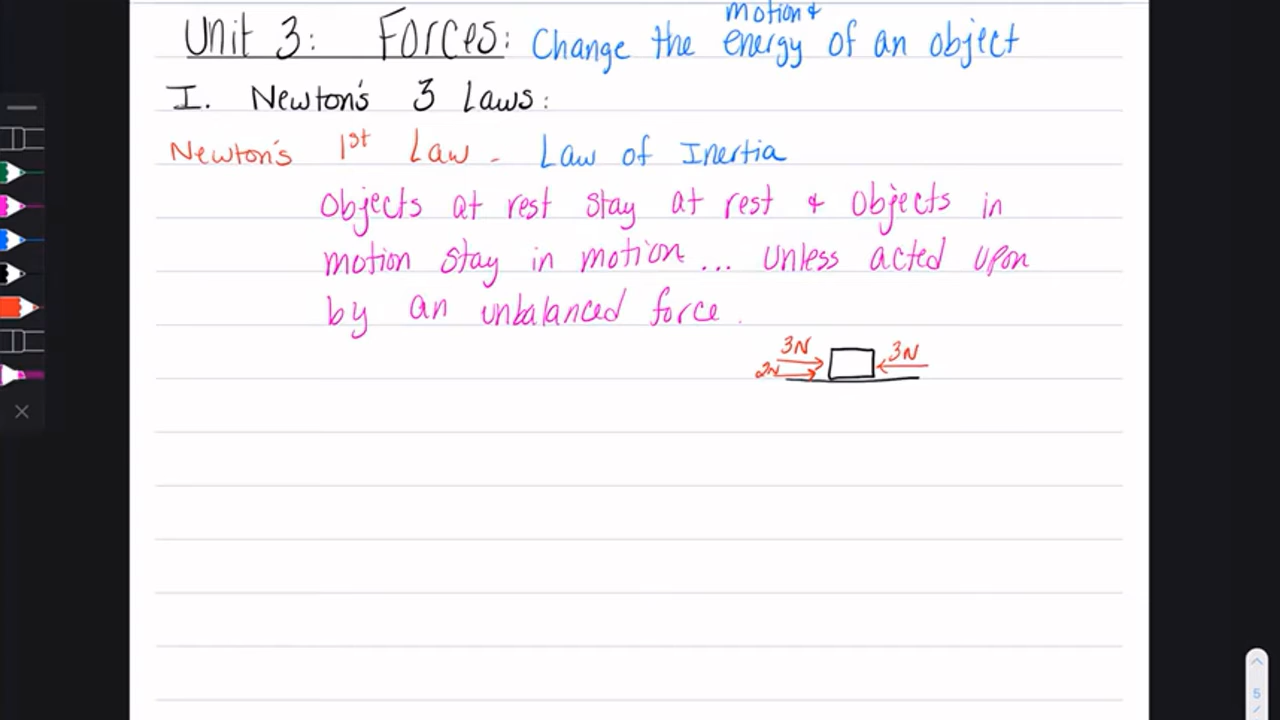 motion &
Unit 3: Forces: Change the energy of an object
I. Newton's 3 Laws:
Newton's 1st Law - Law of Inertia
Objects at rest stay at rest & Objects in
motion stay in motion... unless acted upon
by an unbalanced force.
3N 3N
2N
5